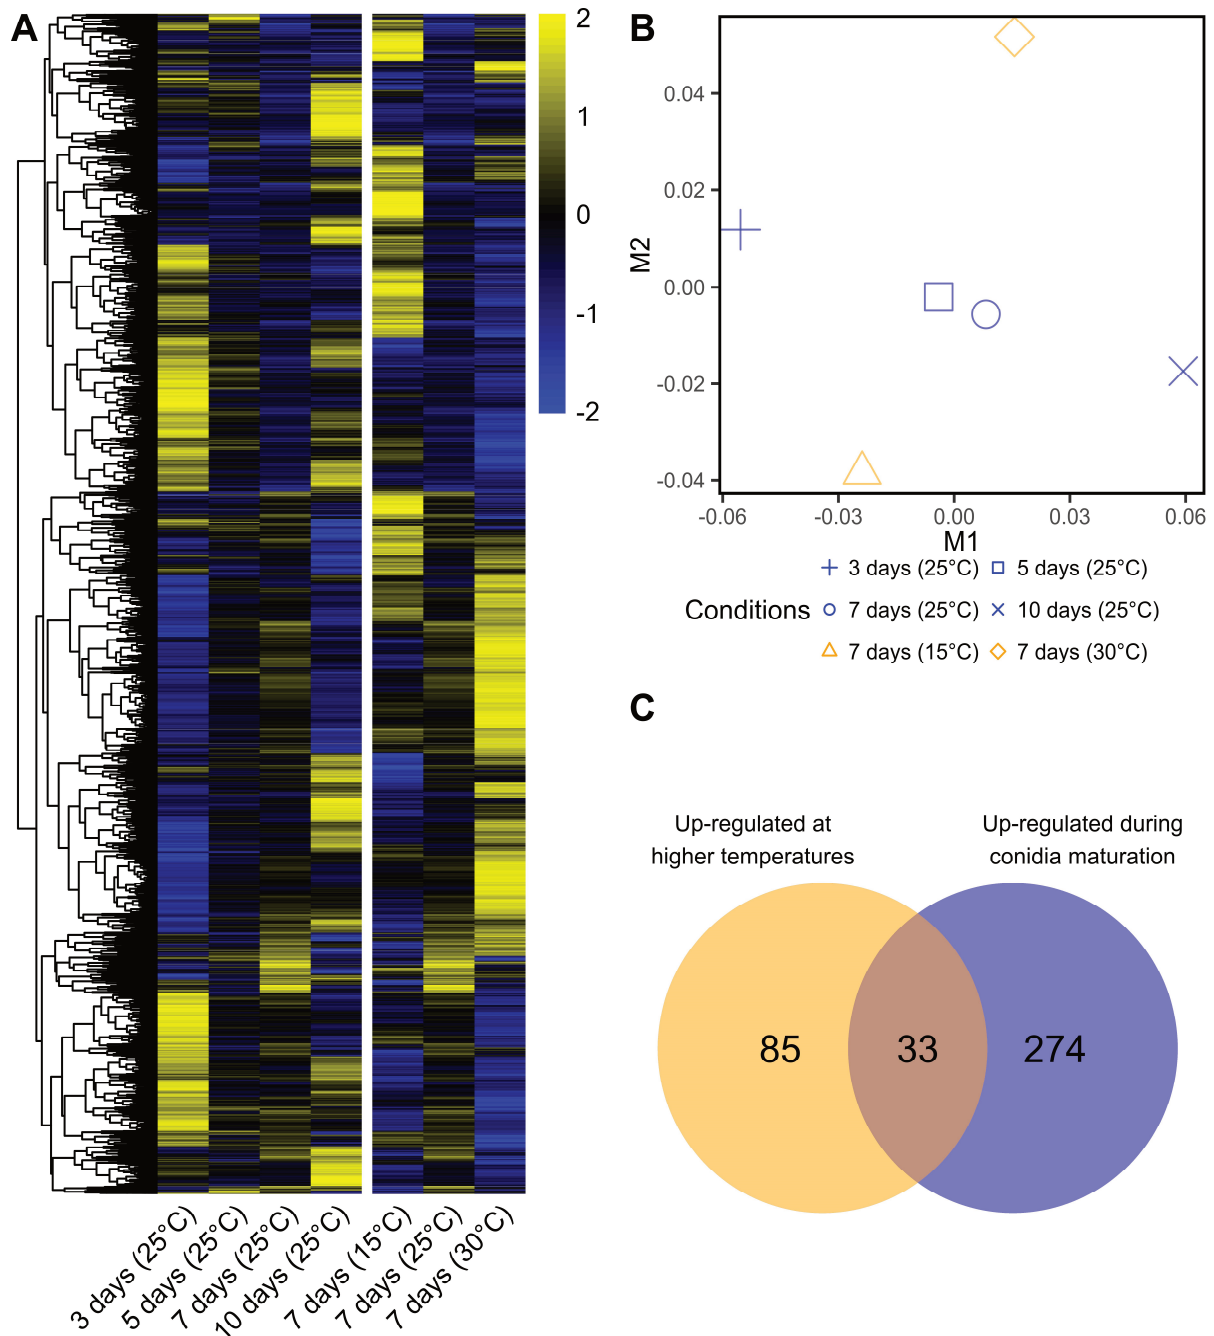 A
2
1
0
-1
-2
3 days (25°C)
5 days (25°C)
7 days (25°C)
10 days (25°C)
7 days (15°C)
7 days (25°C)
7 days (30°C)
B
M2
0.04
0.02
0.00
-0.02
-0.04
-0.06
-0.03
0.00
0.03
0.06
M1
Conditions
3 days (25°C)
5 days (25°C)
7 days (25°C)
10 days (25°C)
7 days (15°C)
7 days (30°C)
C
Up-regulated at
higher temperatures
Up-regulated during
conidia maturation
85
33
274